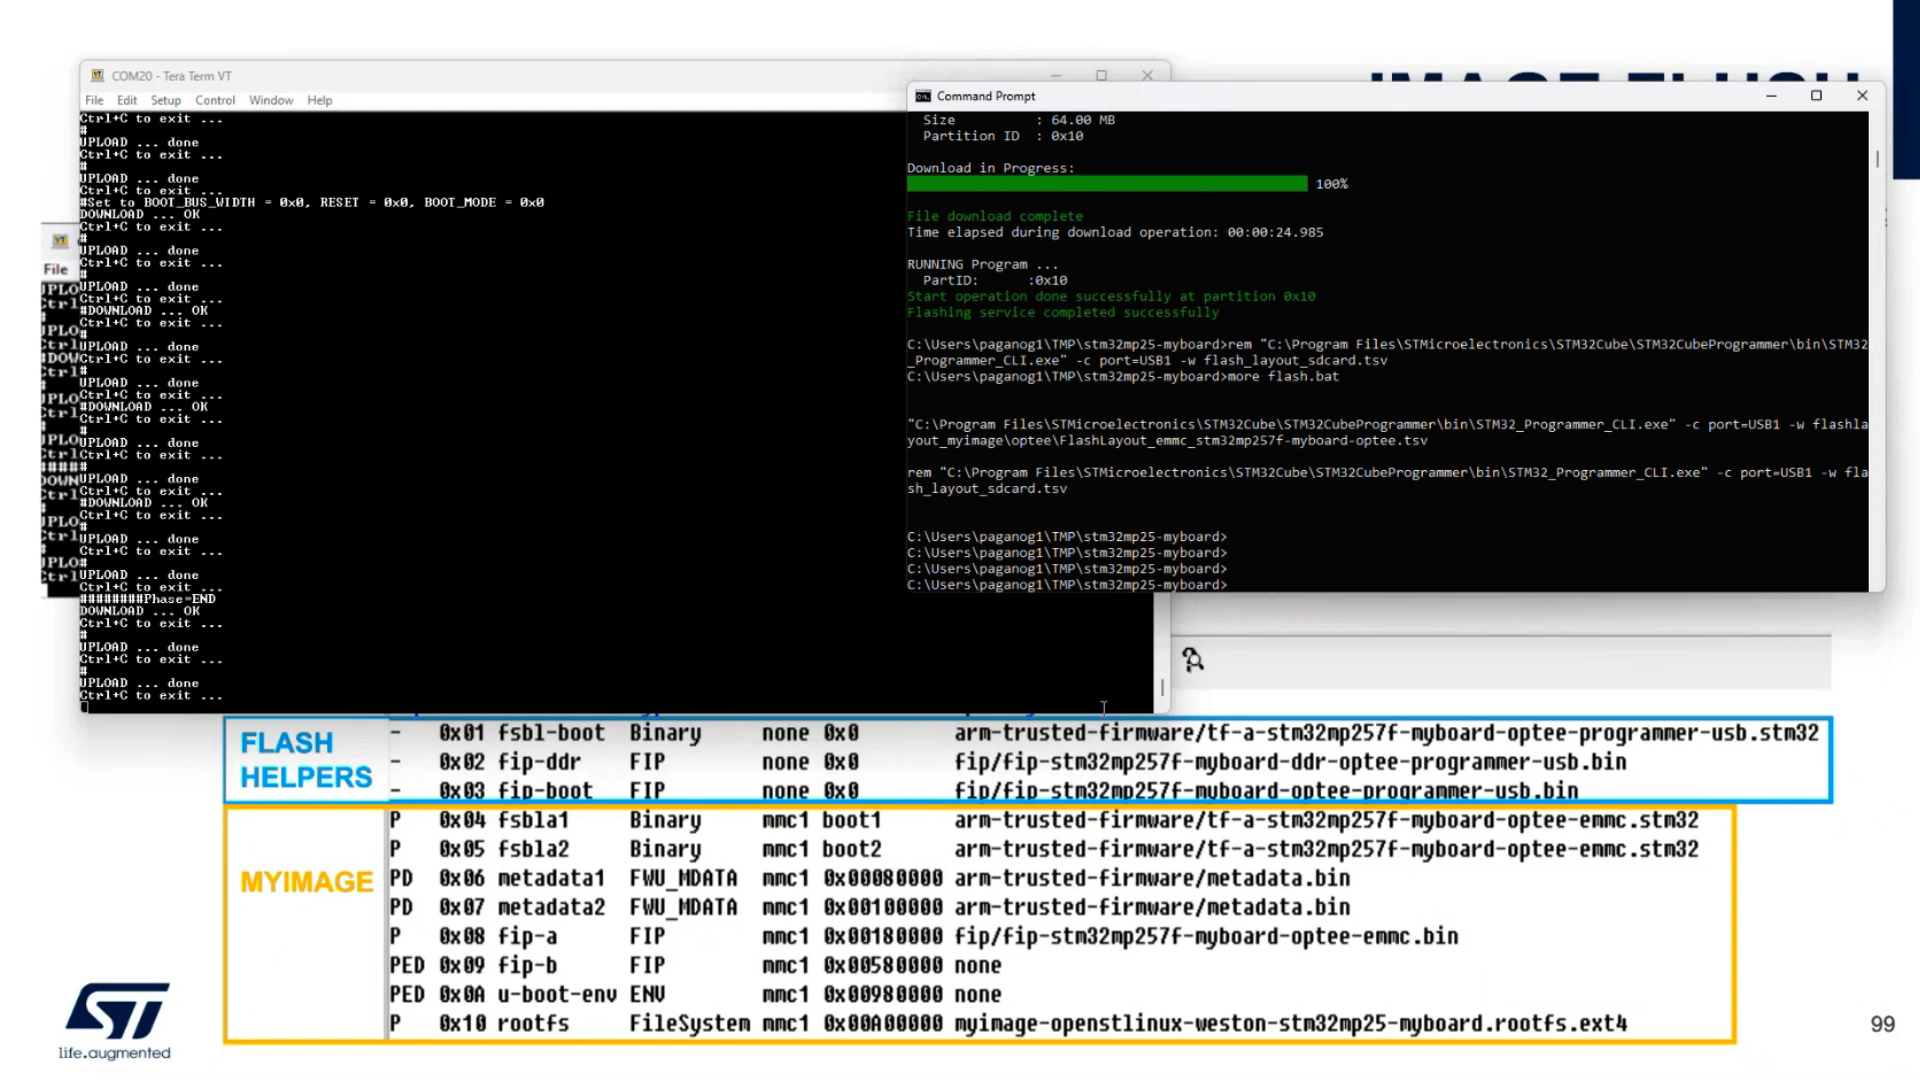 COM20 - Tera Term VT
File Edit Setup Control Window Help
Ctrl+C to exit ...
#
UPLOAD ... done
Ctrl+C to exit ...
#
UPLOAD ... done
Ctrl+C to exit ...
#Set to BOOT_BUS_WIDTH = 0x0, RESET = 0x0, BOOT_MODE = 0x0
DOWNLOAD ... OK
Ctrl+C to exit ...
#
UPLOAD ... done
Ctrl+C to exit ...
#
UPLOAD ... done
Ctrl+C to exit ...
#DOWNLOAD ... OK
Ctrl+C to exit ...
#
UPLOAD ... done
Ctrl+C to exit ...
#
UPLOAD ... done
Ctrl+C to exit ...
#DOWNLOAD ... OK
Ctrl+C to exit ...
#
UPLOAD ... done
Ctrl+C to exit ...
#
UPLOAD ... done
Ctrl+C to exit ...
#DOWNLOAD ... OK
Ctrl+C to exit ...
#
UPLOAD ... done
Ctrl+C to exit ...
#
UPLOAD ... done
Ctrl+C to exit ...
########Phase=END
DOWNLOAD ... OK
Ctrl+C to exit ...
#
UPLOAD ... done
Ctrl+C to exit ...
#
UPLOAD ... done
Ctrl+C to exit ...
File
Command Prompt
Size : 64.00 MB
Partition ID : 0x10
Download in Progress:
100%
File download complete
Time elapsed during download operation: 00:00:24.985
RUNNING Program ...
PartID: :0x10
Start operation done successfully at partition 0x10
Flashing service completed successfully
C:\Users\paganog1\TMP\stm32mp25-myboard>rem "C:\Program Files\STMicroelectronics\STM32Cube\STM32CubeProgrammer\bin\STM32
_Programmer_CLI.exe" -c port=USB1 -w flash_layout_sdcard.tsv
C:\Users\paganog1\TMP\stm32mp25-myboard>more flash.bat
"C:\Program Files\STMicroelectronics\STM32Cube\STM32CubeProgrammer\bin\STM32_Programmer_CLI.exe" -c port=USB1 -w flashla
yout_myimage\optee\FlashLayout_emmc_stm32mp257f-myboard-optee.tsv
rem "C:\Program Files\STMicroelectronics\STM32Cube\STM32CubeProgrammer\bin\STM32_Programmer_CLI.exe" -c port=USB1 -w fla
sh_layout_sdcard.tsv
C:\Users\paganog1\TMP\stm32mp25-myboard>
C:\Users\paganog1\TMP\stm32mp25-myboard>
C:\Users\paganog1\TMP\stm32mp25-myboard>
C:\Users\paganog1\TMP\stm32mp25-myboard>
FLASH
HELPERS
- 0x01 fsbl-boot Binary none 0x0 arm-trusted-firmware/tf-a-stm32mp257f-myboard-optee-programmer-usb.stm32
- 0x02 fip-ddr FIP none 0x0 fip/fip-stm32mp257f-myboard-ddr-optee-programmer-usb.bin
- 0x03 fip-boot FIP none 0x0 fip/fip-stm32mp257f-myboard-optee-programmer-usb.bin
MYIMAGE
P 0x04 fsbla1 Binary mmc1 boot1 arm-trusted-firmware/tf-a-stm32mp257f-myboard-optee-emmc.stm32
P 0x05 fsbla2 Binary mmc1 boot2 arm-trusted-firmware/tf-a-stm32mp257f-myboard-optee-emmc.stm32
PD 0x06 metadata1 FWU_MDATA mmc1 0x00080000 arm-trusted-firmware/metadata.bin
PD 0x07 metadata2 FWU_MDATA mmc1 0x00100000 arm-trusted-firmware/metadata.bin
P 0x08 fip-a FIP mmc1 0x00180000 fip/fip-stm32mp257f-myboard-optee-emmc.bin
PED 0x09 fip-b FIP mmc1 0x00580000 none
PED 0x0A u-boot-env ENV mmc1 0x00980000 none
P 0x10 rootfs FileSystem mmc1 0x00A00000 myimage-openstlinux-weston-stm32mp25-myboard.rootfs.ext4
ST
life.augmented
99